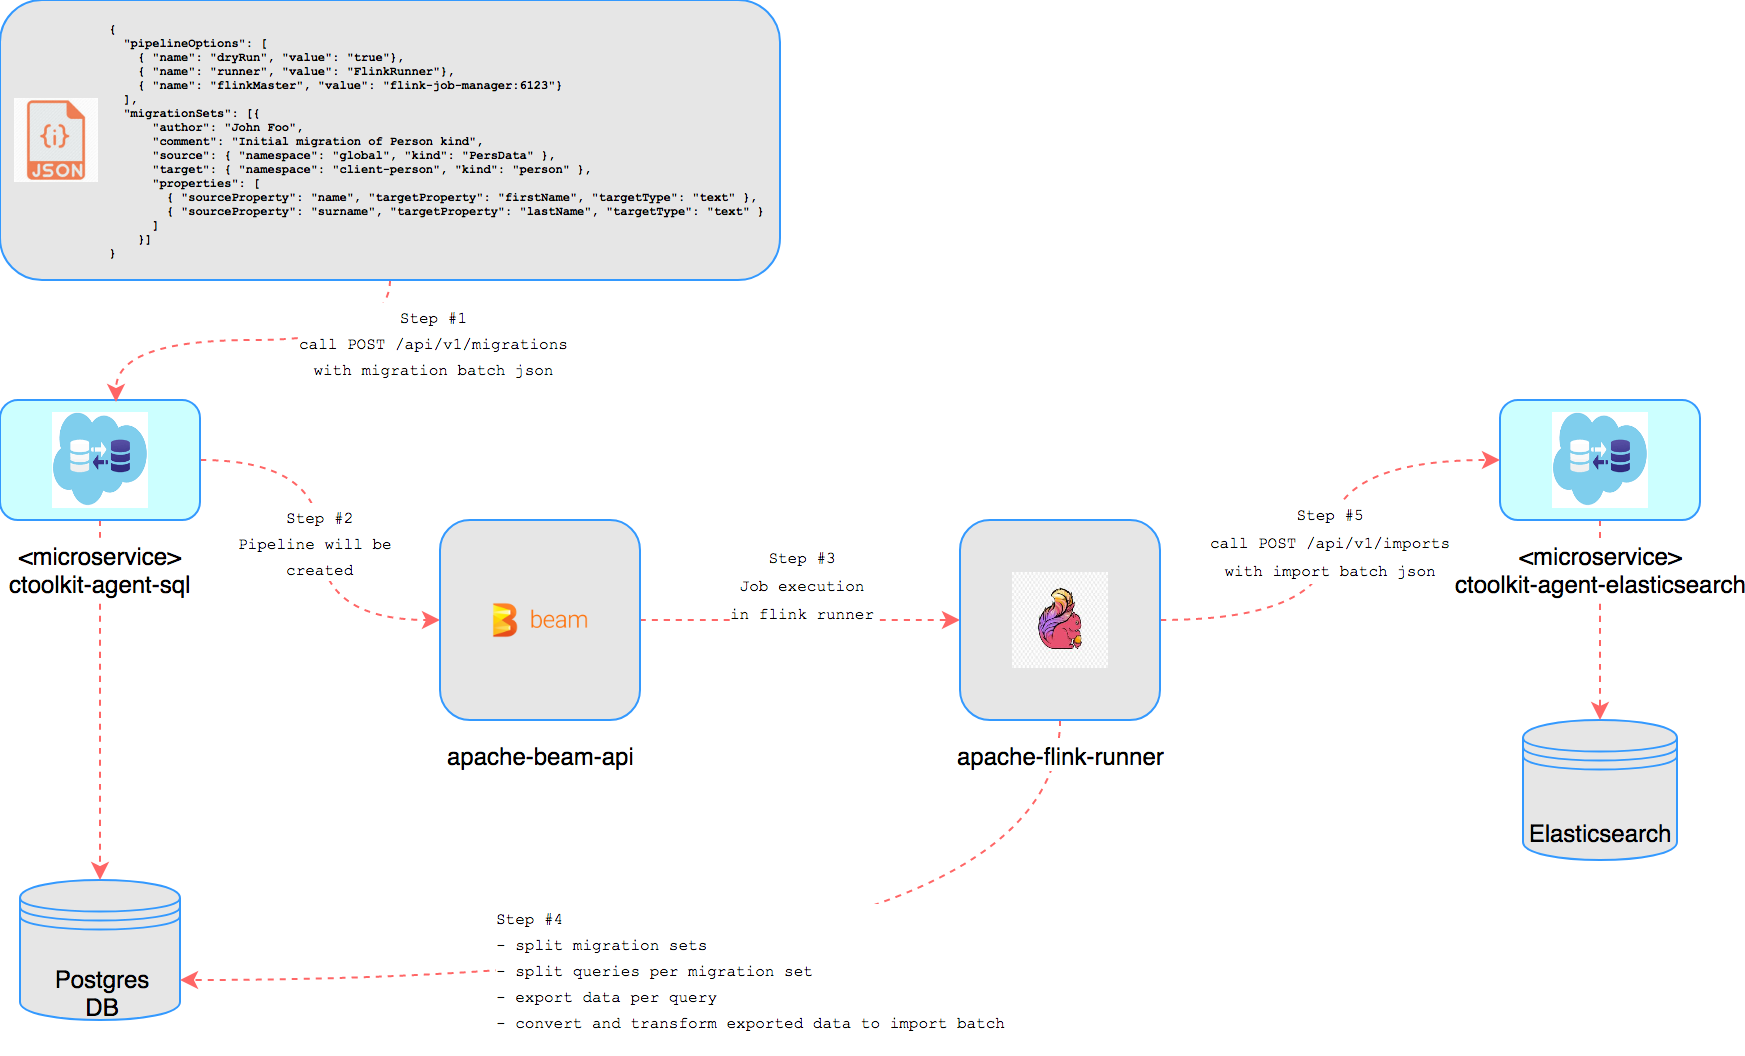 {
"pipelineOptions": [
{ "name": "dryRun", "value": "true"},
{ "name": "runner", "value": "FlinkRunner"},
{ "name": "flinkMaster", "value": "flink-job-manager:6123"}
],
"migrationSets": [{
"author": "John Foo",
"comment": "Initial migration of Person kind",
"source": { "namespace": "global", "kind": "PersData" },
"target": { "namespace": "client-person", "kind": "person" },
"properties": [
{ "sourceProperty": "name", "targetProperty": "firstName", "targetType": "text" },
{ "sourceProperty": "surname", "targetProperty": "lastName", "targetType": "text" }
]
}]
}
{i}
JSON
Step #1
call POST /api/v1/migrations
with migration batch json
<microservice>
ctoolkit-agent-sql
Step #2
Pipeline will be
created
beam
apache-beam-api
Step #3
Job execution
in flink runner
apache-flink-runner
Step #5
call POST /api/v1/imports
with import batch json
<microservice>
ctoolkit-agent-elasticsearch
Elasticsearch
Step #4
- split migration sets
- split queries per migration set
- export data per query
- convert and transform exported data to import batch
Postgres
DB